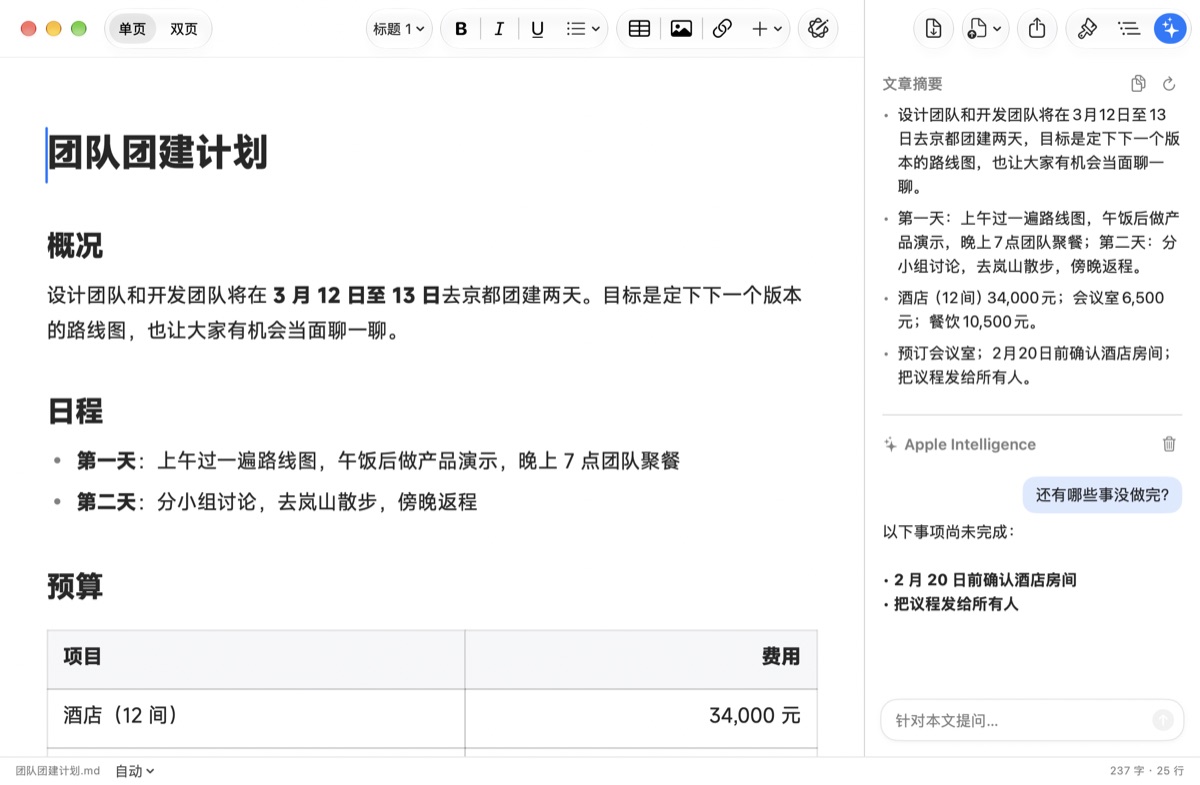 单页 双页 标题 1 B I U
团队团建计划
概况
设计团队和开发团队将在 3 月 12 日至 13 日去京都团建两天。目标是定下下一个版本
的路线图，也让大家有机会当面聊一聊。
日程
• 第一天：上午过一遍路线图，午饭后做产品演示，晚上 7 点团队聚餐
• 第二天：分小组讨论，去岚山散步，傍晚返程
预算
项目 费用
酒店（12 间） 34,000 元
文章摘要
• 设计团队和开发团队将在3月12日至13
日去京都团建两天，目标是定下下一个版
本的路线图，也让大家有机会当面聊一
聊。
• 第一天：上午过一遍路线图，午饭后做产
品演示，晚上7点团队聚餐；第二天：分
小组讨论，去岚山散步，傍晚返程。
• 酒店（12间）34,000元；会议室6,500
元；餐饮10,500元。
• 预订会议室；2月20日前确认酒店房间；
把议程发给所有人。
Apple Intelligence
还有哪些事没做完？
以下事项尚未完成：
• 2 月 20 日前确认酒店房间
• 把议程发给所有人
针对本文提问...
团队团建计划.md 自动 237 字 · 25 行